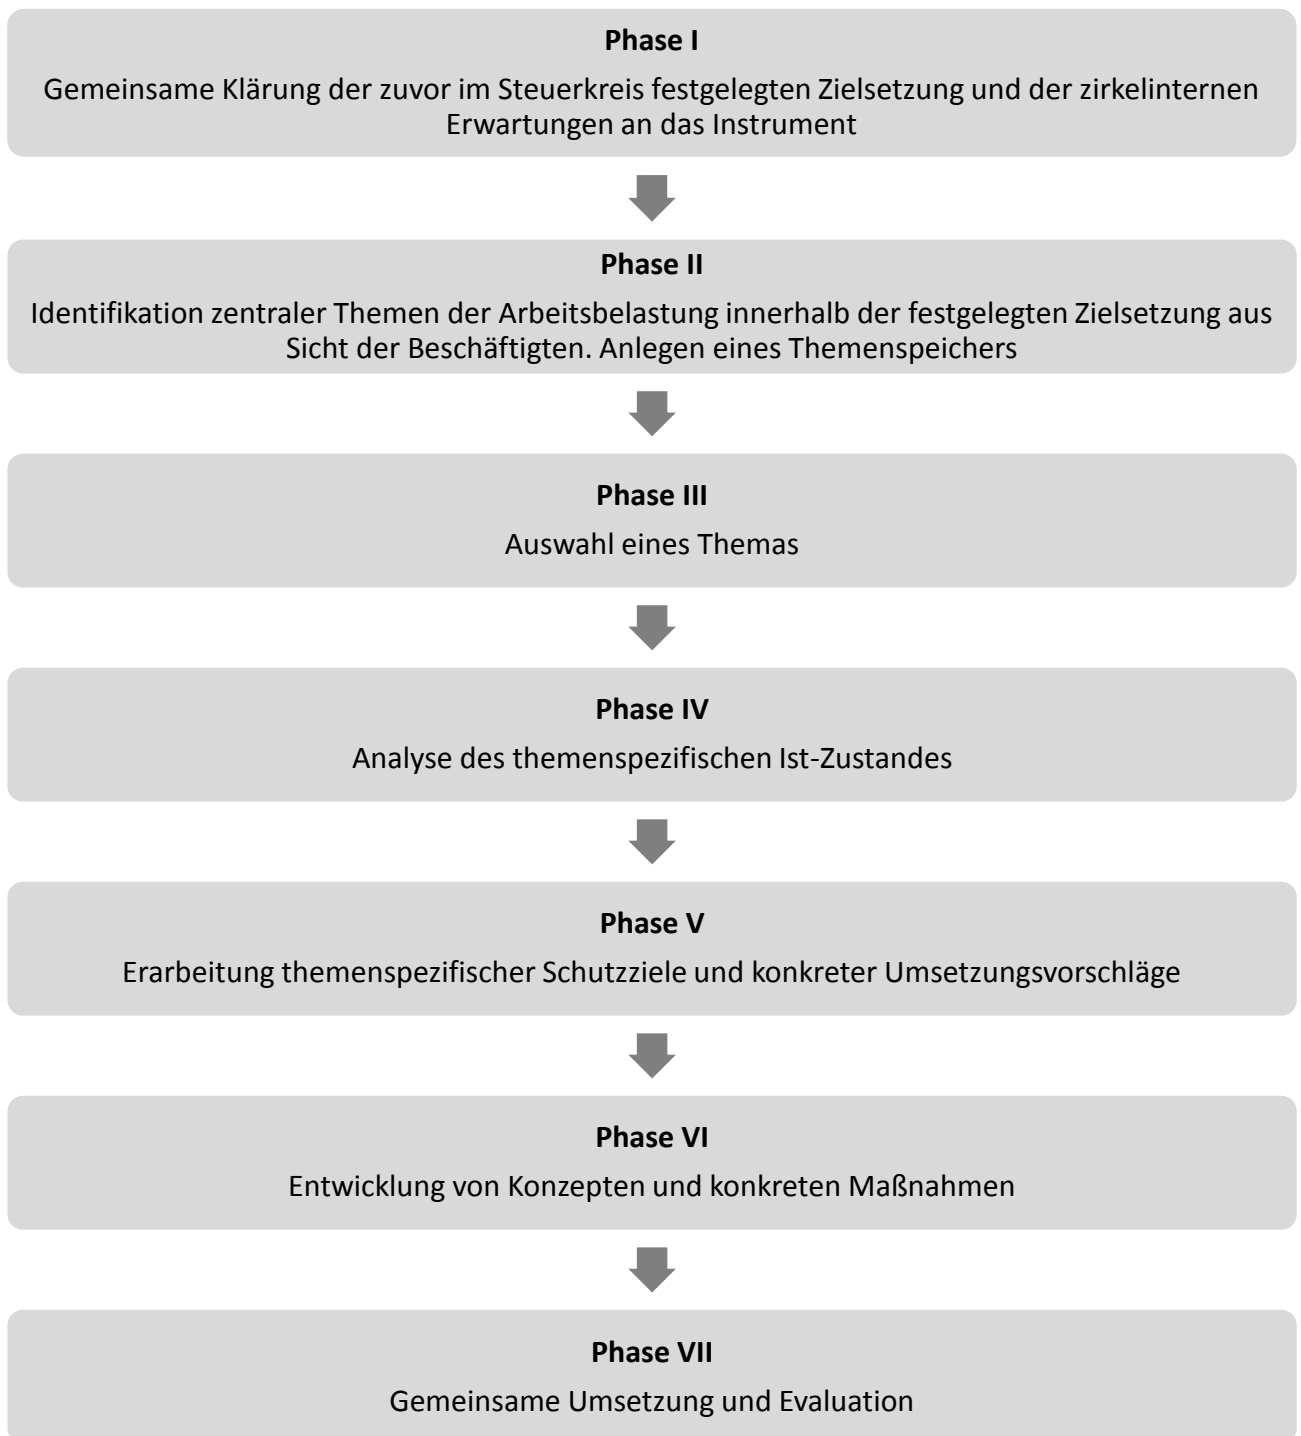 Phase I
Gemeinsame Klärung der zuvor im Steuerkreis festgelegten Zielsetzung und der zirkelinternen
Erwartungen an das Instrument
Phase II
Identifikation zentraler Themen der Arbeitsbelastung innerhalb der festgelegten Zielsetzung aus
Sicht der Beschäftigten. Anlegen eines Themenspeichers
Phase III
Auswahl eines Themas
Phase IV
Analyse des themenspezifischen Ist-Zustandes
Phase V
Erarbeitung themenspezifischer Schutzziele und konkreter Umsetzungsvorschläge
Phase VI
Entwicklung von Konzepten und konkreten Maßnahmen
Phase VII
Gemeinsame Umsetzung und Evaluation